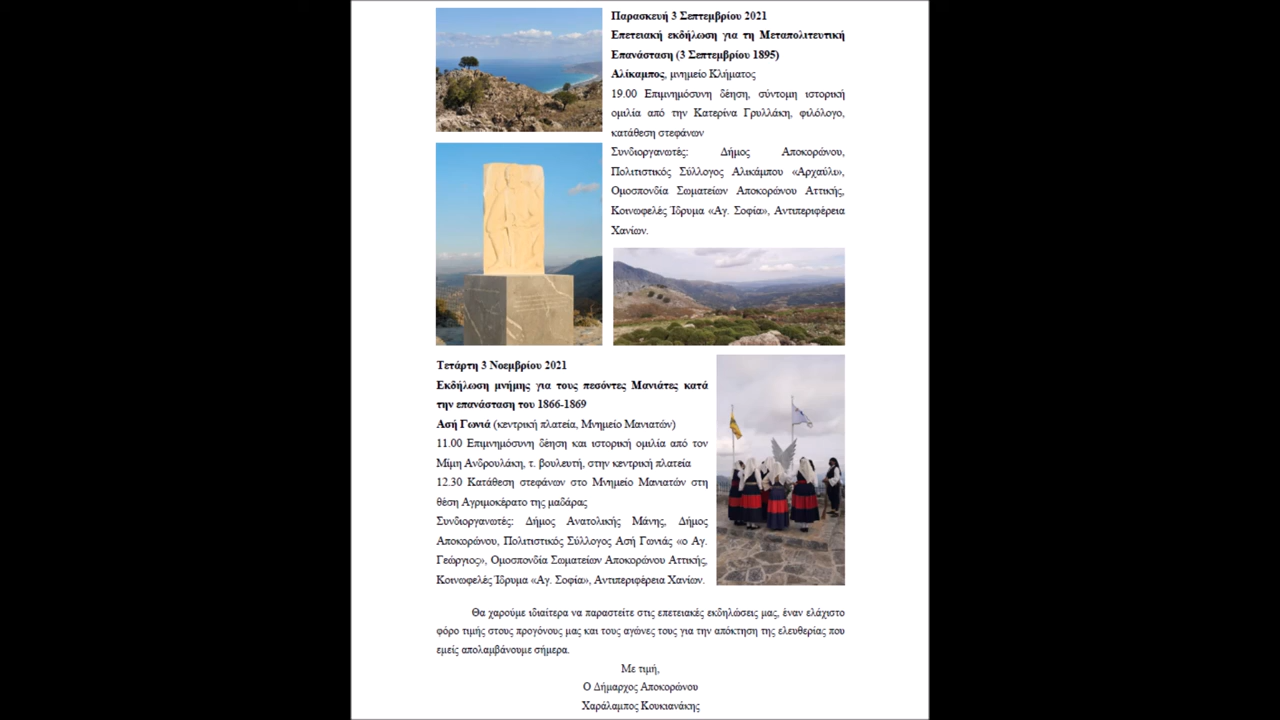 Παρασκευή 3 Σεπτεμβρίου 2021
Επετειακή εκδήλωση για τη Μεταπολιτευτική
Επανάσταση (3 Σεπτεμβρίου 1895)
Αλίκαμπος, μνημείο Κλήματος
19.00 Επιμνημόσυνη δέηση, σύντομη ιστορική
ομιλία από την Κατερίνα Γρυλλάκη, φιλόλογο,
κατάθεση στεφάνων
Συνδιοργανωτές: Δήμος Αποκορώνου,
Πολιτιστικός Σύλλογος Αλικάμπου «Αρχαύλι»,
Ομοσπονδία Σωματείων Αποκορώνου Αττικής,
Κοινωφελές Ίδρυμα «Αγ. Σοφία», Αντιπεριφέρεια
Χανίων.
Τετάρτη 3 Νοεμβρίου 2021
Εκδήλωση μνήμης για τους πεσόντες Μανιάτες κατά
την επανάσταση του 1866-1869
Ασή Γωνιά (κεντρική πλατεία, Μνημείο Μανιατών)
11.00 Επιμνημόσυνη δέηση και ιστορική ομιλία από τον
Μίμη Ανδρουλάκη, τ. βουλευτή, στην κεντρική πλατεία
12.30 Κατάθεση στεφάνων στο Μνημείο Μανιατών στη
θέση Αγριμοκέρατο της μαδάρας
Συνδιοργανωτές: Δήμος Ανατολικής Μάνης, Δήμος
Αποκορώνου, Πολιτιστικός Σύλλογος Ασή Γωνιάς «ο Αγ.
Γεώργιος», Ομοσπονδία Σωματείων Αποκορώνου Αττικής,
Κοινωφελές Ίδρυμα «Αγ. Σοφία», Αντιπεριφέρεια Χανίων.
Θα χαρούμε ιδιαίτερα να παραστείτε στις επετειακές εκδηλώσεις μας, έναν ελάχιστο
φόρο τιμής στους προγόνους μας και τους αγώνες τους για την απόκτηση της ελευθερίας που
εμείς απολαμβάνουμε σήμερα.
Με τιμή,
Ο Δήμαρχος Αποκορώνου
Χαράλαμπος Κουκιανάκης